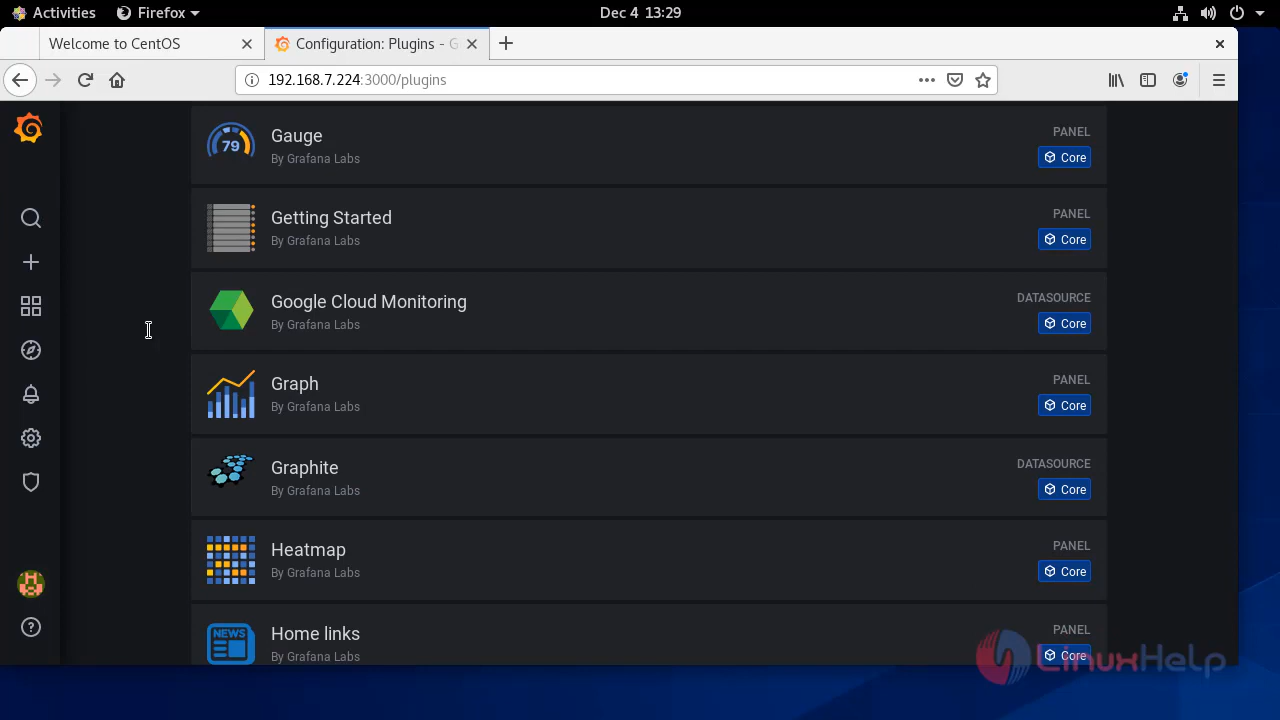 Activities Firefox Dec 4 13:29
Welcome to CentOS Configuration: Plugins - G
192.168.7.224:3000/plugins
79 Gauge PANEL
By Grafana Labs Core
Getting Started PANEL
By Grafana Labs Core
Google Cloud Monitoring DATASOURCE
By Grafana Labs Core
Graph PANEL
By Grafana Labs Core
Graphite DATASOURCE
By Grafana Labs Core
Heatmap PANEL
By Grafana Labs Core
NEWS Home links PANEL
By Grafana Labs Core
LinuxHelp